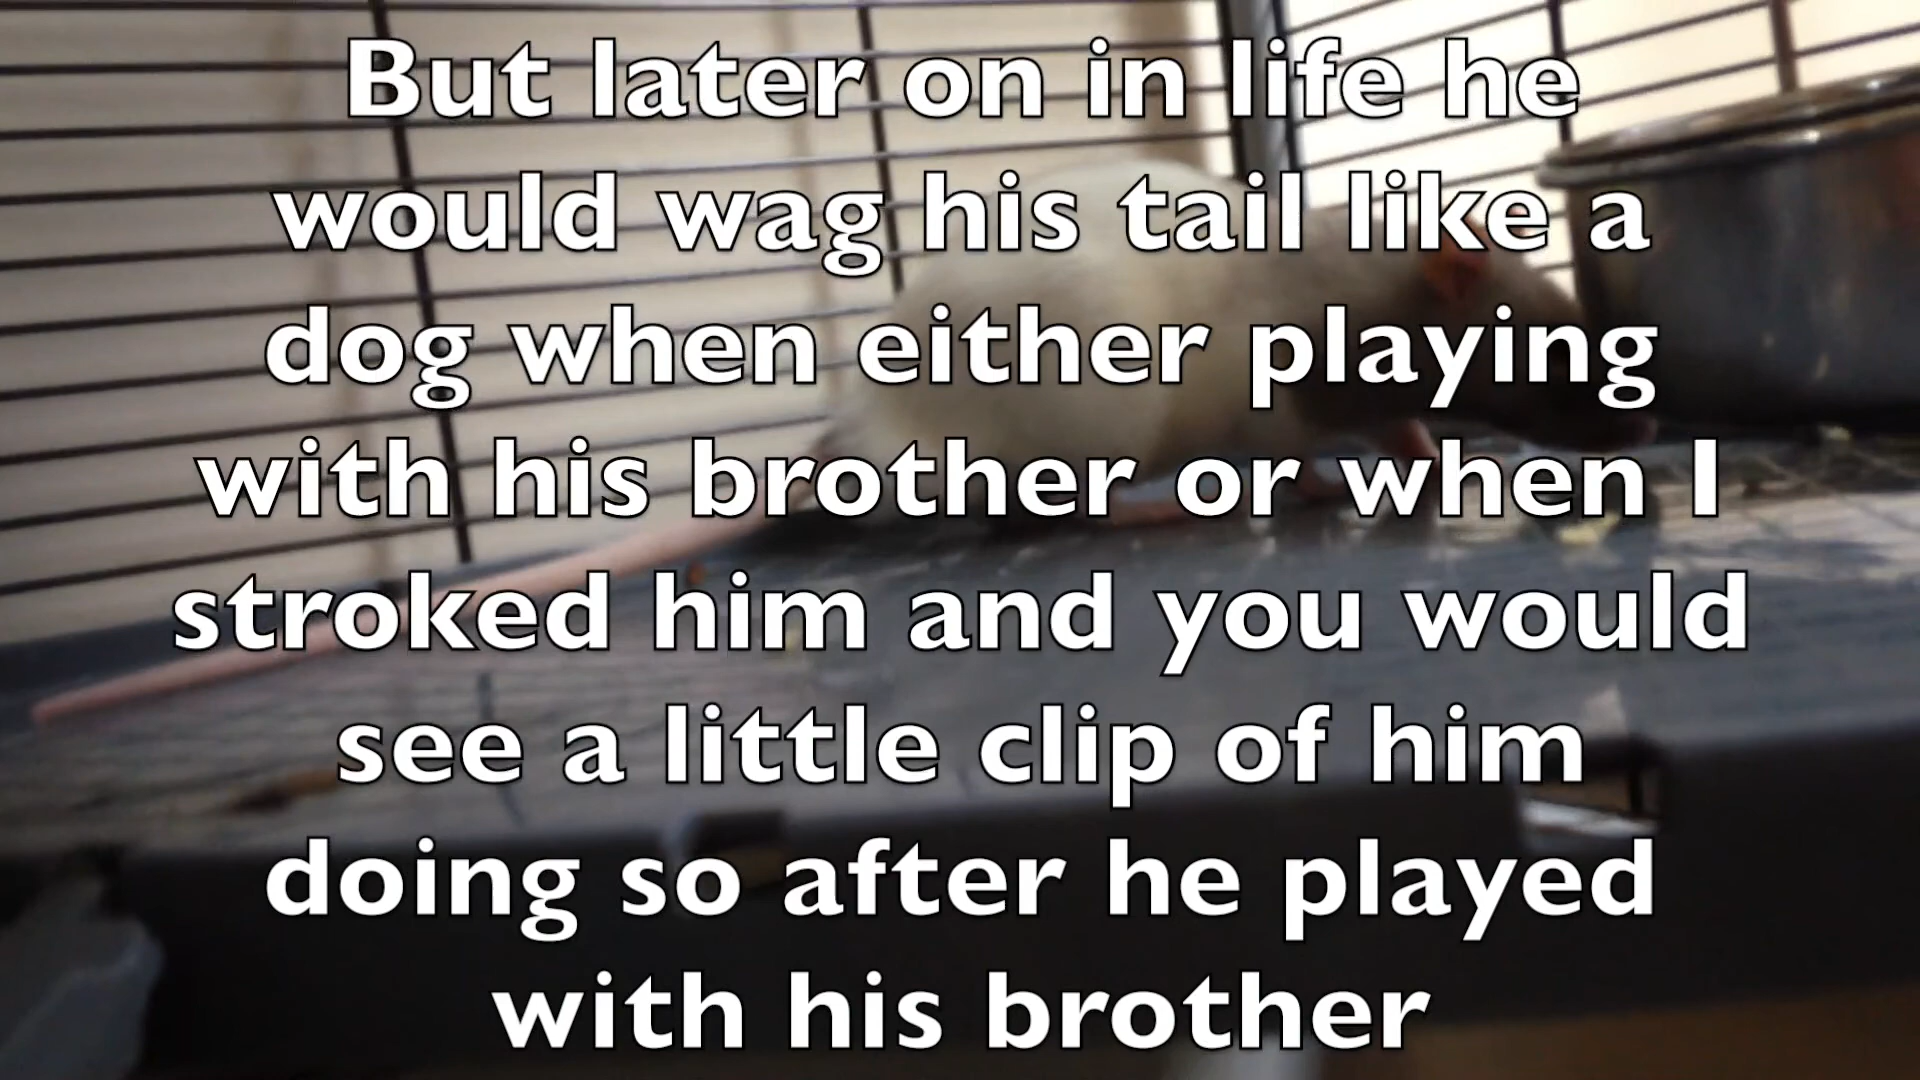 But later on in life he
would wag his tail like a
dog when either playing
with his brother or when I
stroked him and you would
see a little clip of him
doing so after he played
with his brother